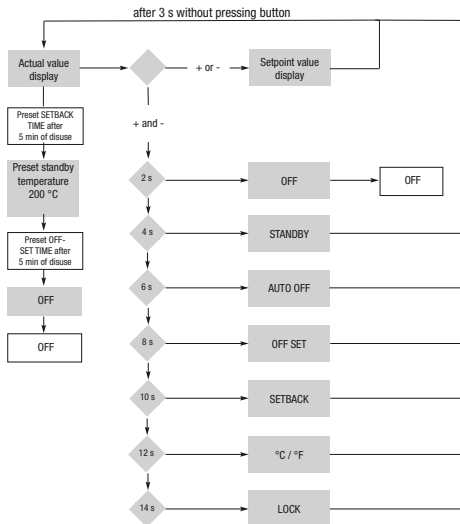 after 3 s without pressing button
Actual value
display
+ or -
Setpoint value
display
Preset SETBACK
TIME after
5 min of disuse
+ and -
Preset standby
temperature
200 °C
2 s
OFF
OFF
4 s
STANDBY
Preset OFF-
SET TIME after
5 min of disuse
6 s
AUTO OFF
OFF
8 s
OFF SET
OFF
10 s
SETBACK
12 s
°C / °F
14 s
LOCK